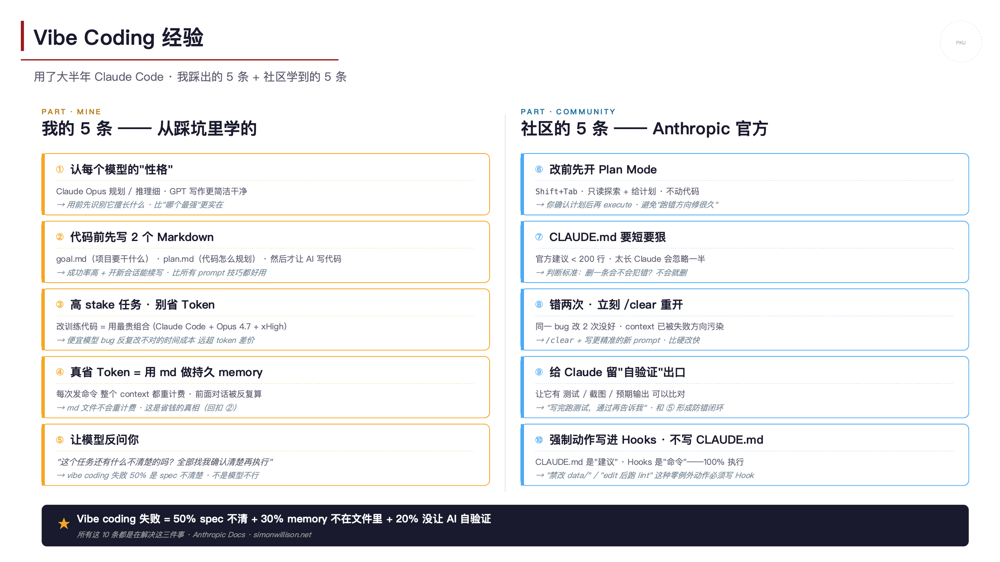 Vibe Coding 经验
PKU
用了大半年 Claude Code · 我踩出的 5 条 + 社区学到的 5 条
PART · MINE
我的 5 条 —— 从踩坑里学的
① 认每个模型的"性格"
Claude Opus 规划 / 推理细 · GPT 写作更简洁干净
→ 用前先识别它擅长什么 · 比"哪个最强"更实在
② 代码前先写 2 个 Markdown
goal.md（项目要干什么） · plan.md（代码怎么规划） · 然后才让 AI 写代码
→ 成功率高 + 开新会话能续写 · 比所有 prompt 技巧都好用
③ 高 stake 任务 · 别省 Token
改训练代码 = 用最贵组合 (Claude Code + Opus 4.7 + xHigh)
→ 便宜模型 bug 反复改不对的时间成本 远超 token 差价
④ 真省 Token = 用 md 做持久 memory
每次发命令 整个 context 都重计费 · 前面对话被反复算
→ md 文件不会重计费 · 这是省钱的真相（回扣 ②）
⑤ 让模型反问你
"这个任务还有什么不清楚的吗？全部找我确认清楚再执行"
→ vibe coding 失败 50% 是 spec 不清楚 · 不是模型不行
PART · COMMUNITY
社区的 5 条 —— Anthropic 官方
⑥ 改前先开 Plan Mode
Shift+Tab · 只读探索 + 给计划 · 不动代码
→ 你确认计划后再 execute · 避免"跑错方向修很久"
⑦ CLAUDE.md 要短要狠
官方建议 < 200 行 · 太长 Claude 会忽略一半
→ 判断标准：删一条会不会犯错？不会就删
⑧ 错两次 · 立刻 /clear 重开
同一 bug 改 2 次没好 · context 已被失败方向污染
→ /clear + 写更精准的新 prompt · 比硬改快
⑨ 给 Claude 留"自验证"出口
让它有 测试 / 截图 / 预期输出 可以比对
→ "写完跑测试，通过再告诉我" · 和 ⑤ 形成防错闭环
⑩ 强制动作写进 Hooks · 不写 CLAUDE.md
CLAUDE.md 是"建议" · Hooks 是"命令"——100% 执行
→ "禁改 data/" / "edit 后跑 lint" 这种零例外动作必须写 Hook
★ Vibe coding 失败 = 50% spec 不清 + 30% memory 不在文件里 + 20% 没让 AI 自验证
所有这 10 条都是在解决这三件事 · Anthropic Docs · simonwillison.net